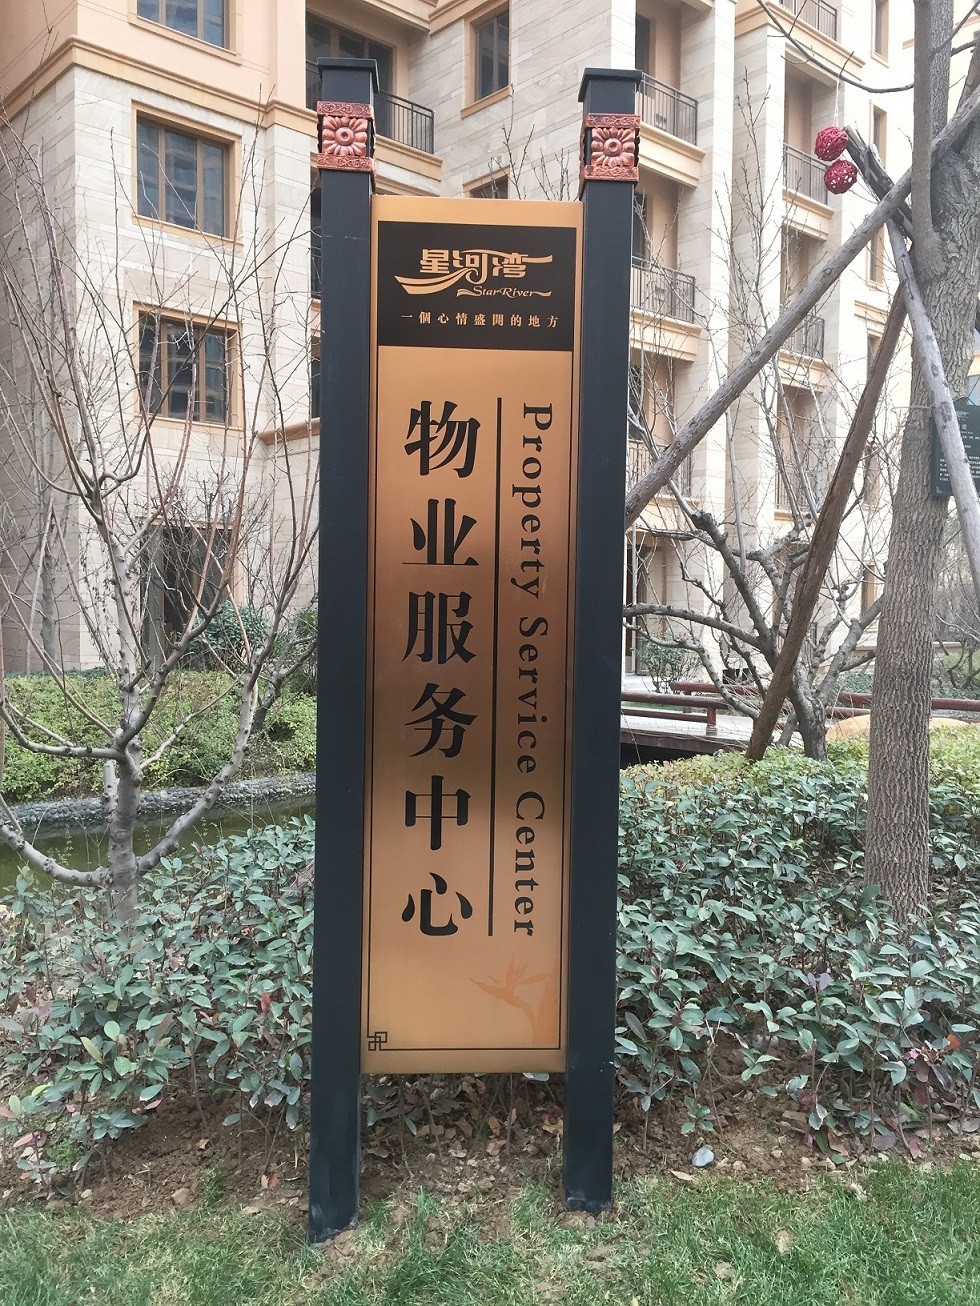 星河湾
StarRiver
一個心情盛開的地方
物业服务中心
Property Service Center